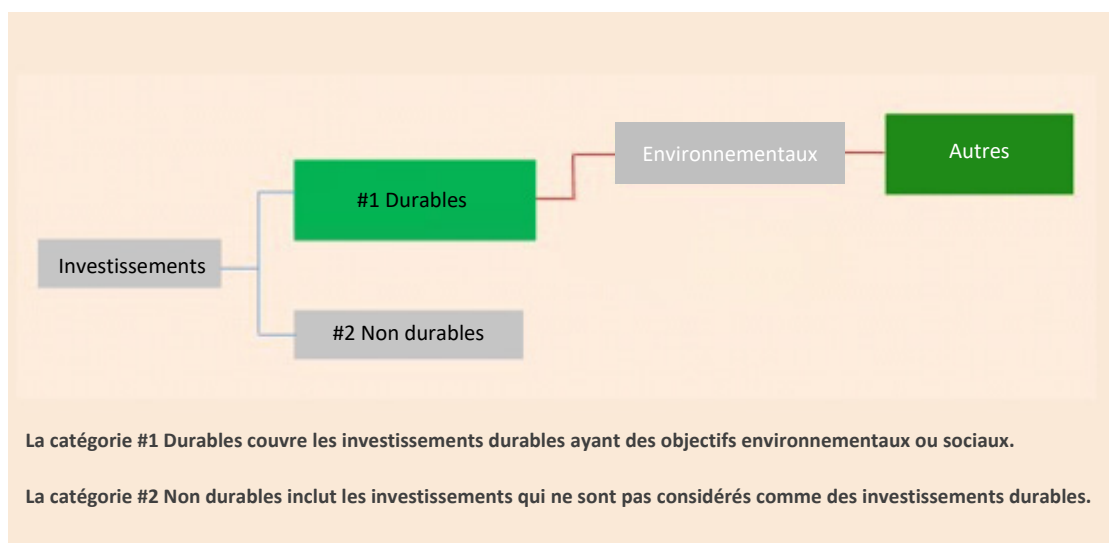 Environnementaux
Autres
#1 Durables
Investissements
#2 Non durables
La catégorie #1 Durables couvre les investissements durables ayant des objectifs environnementaux ou sociaux.
La catégorie #2 Non durables inclut les investissements qui ne sont pas considérés comme des investissements durables.